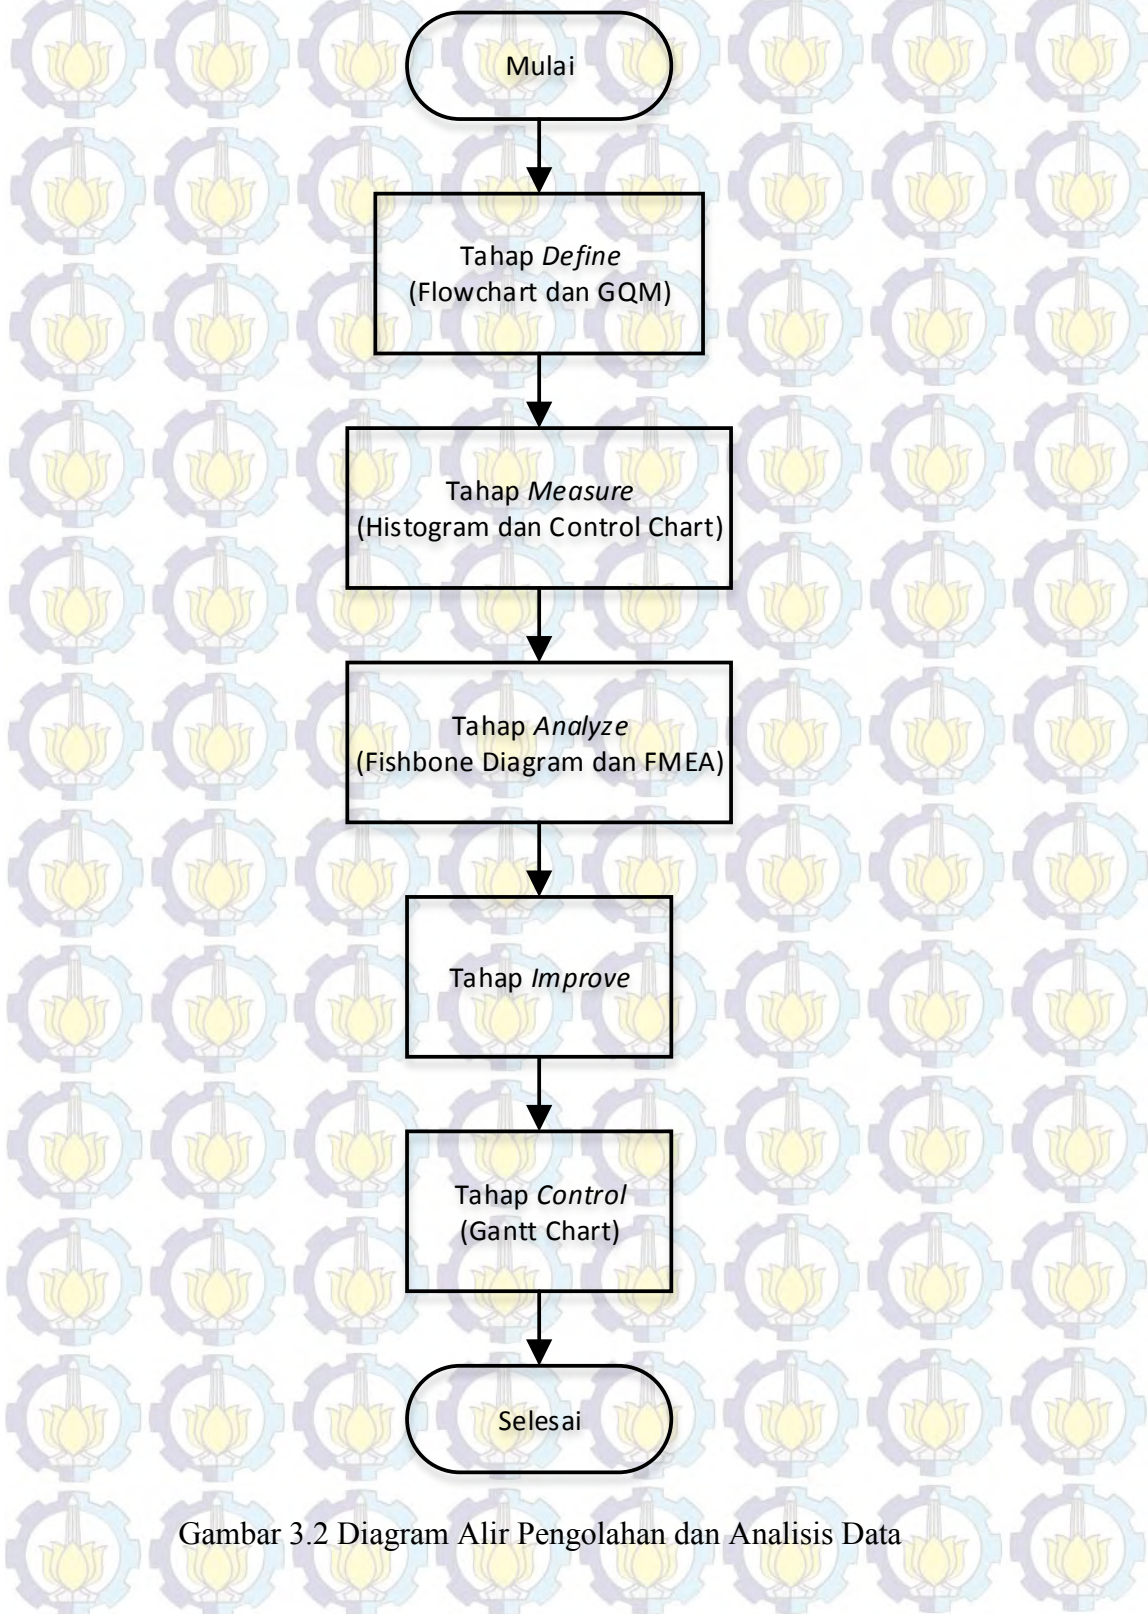 Mulai
Tahap Define
(Flowchart dan GQM)
Tahap Measure
(Histogram dan Control Chart)
Tahap Analyze
(Fishbone Diagram dan FMEA)
Tahap Improve
Tahap Control
(Gantt Chart)
Selesai
Gambar 3.2 Diagram Alir Pengolahan dan Analisis Data